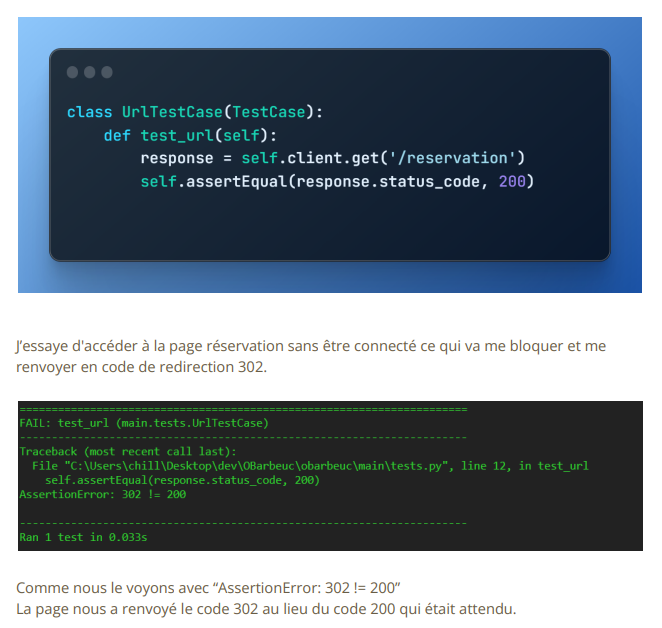 class UrlTestCase(TestCase):
    def test_url(self):
        response = self.client.get('/reservation')
        self.assertEqual(response.status_code, 200)
J’essaye d'accéder à la page réservation sans être connecté ce qui va me bloquer et me
renvoyer en code de redirection 302.
======================================================================
FAIL: test_url (main.tests.UrlTestCase)
----------------------------------------------------------------------
Traceback (most recent call last):
  File "C:\Users\chill\Desktop\dev\OBarbeuc\obarbeuc\main\tests.py", line 12, in test_url
    self.assertEqual(response.status_code, 200)
AssertionError: 302 != 200
----------------------------------------------------------------------
Ran 1 test in 0.033s
Comme nous le voyons avec “AssertionError: 302 != 200”
La page nous a renvoyé le code 302 au lieu du code 200 qui était attendu.